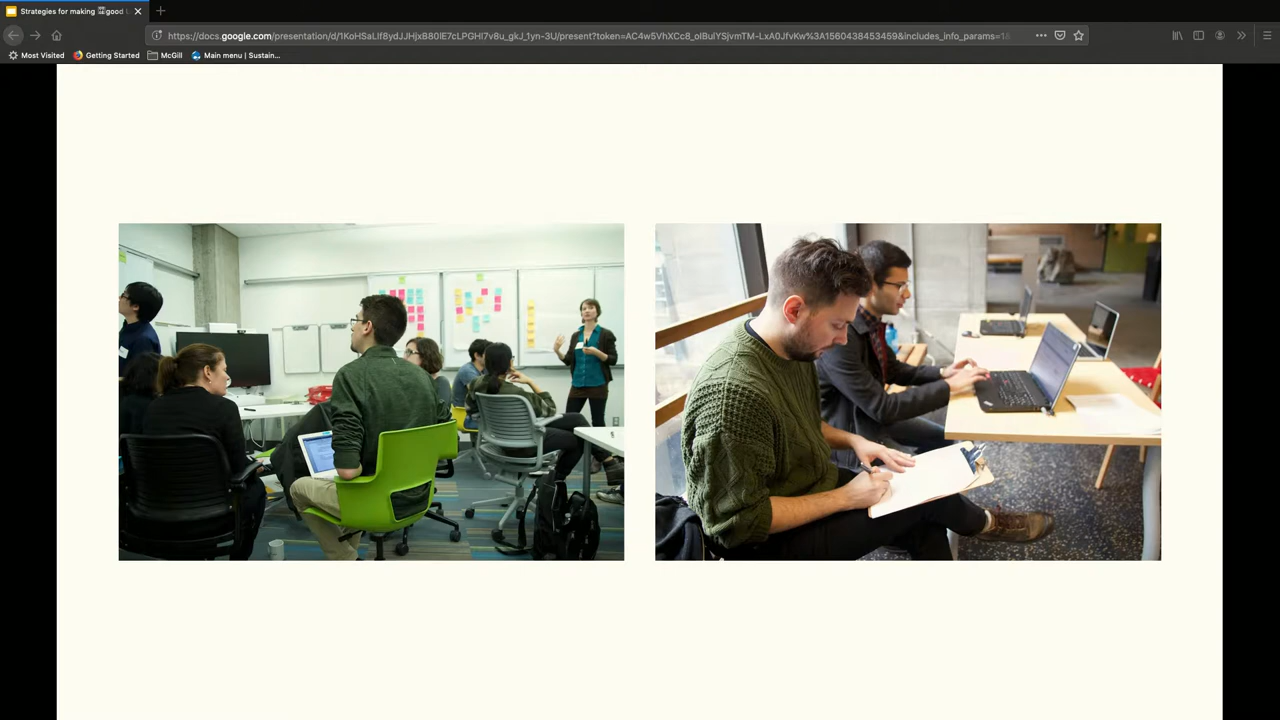 Strategies for making good
https://docs.google.com/presentation/d/1KoHSaLIf8ydJJHjxB80IE7cLPGHI7v8u_gkJ_1yn-3U/present?token=AC4w5VhXCc8_oIBulYSjvmTM-LxA0JfvKw%3A1560438453459&includes_info_params=1
Most Visited Getting Started McGill Main menu | Sustain...